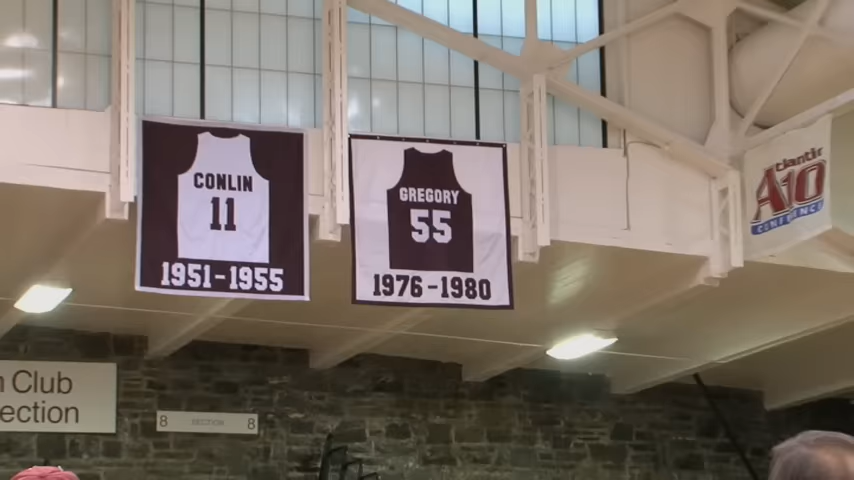 CONLIN
11
1951-1955
GREGORY
55
1976-1980
Atlantic
A10
CONFERENCE
n Club
ection
8 SECTION 8